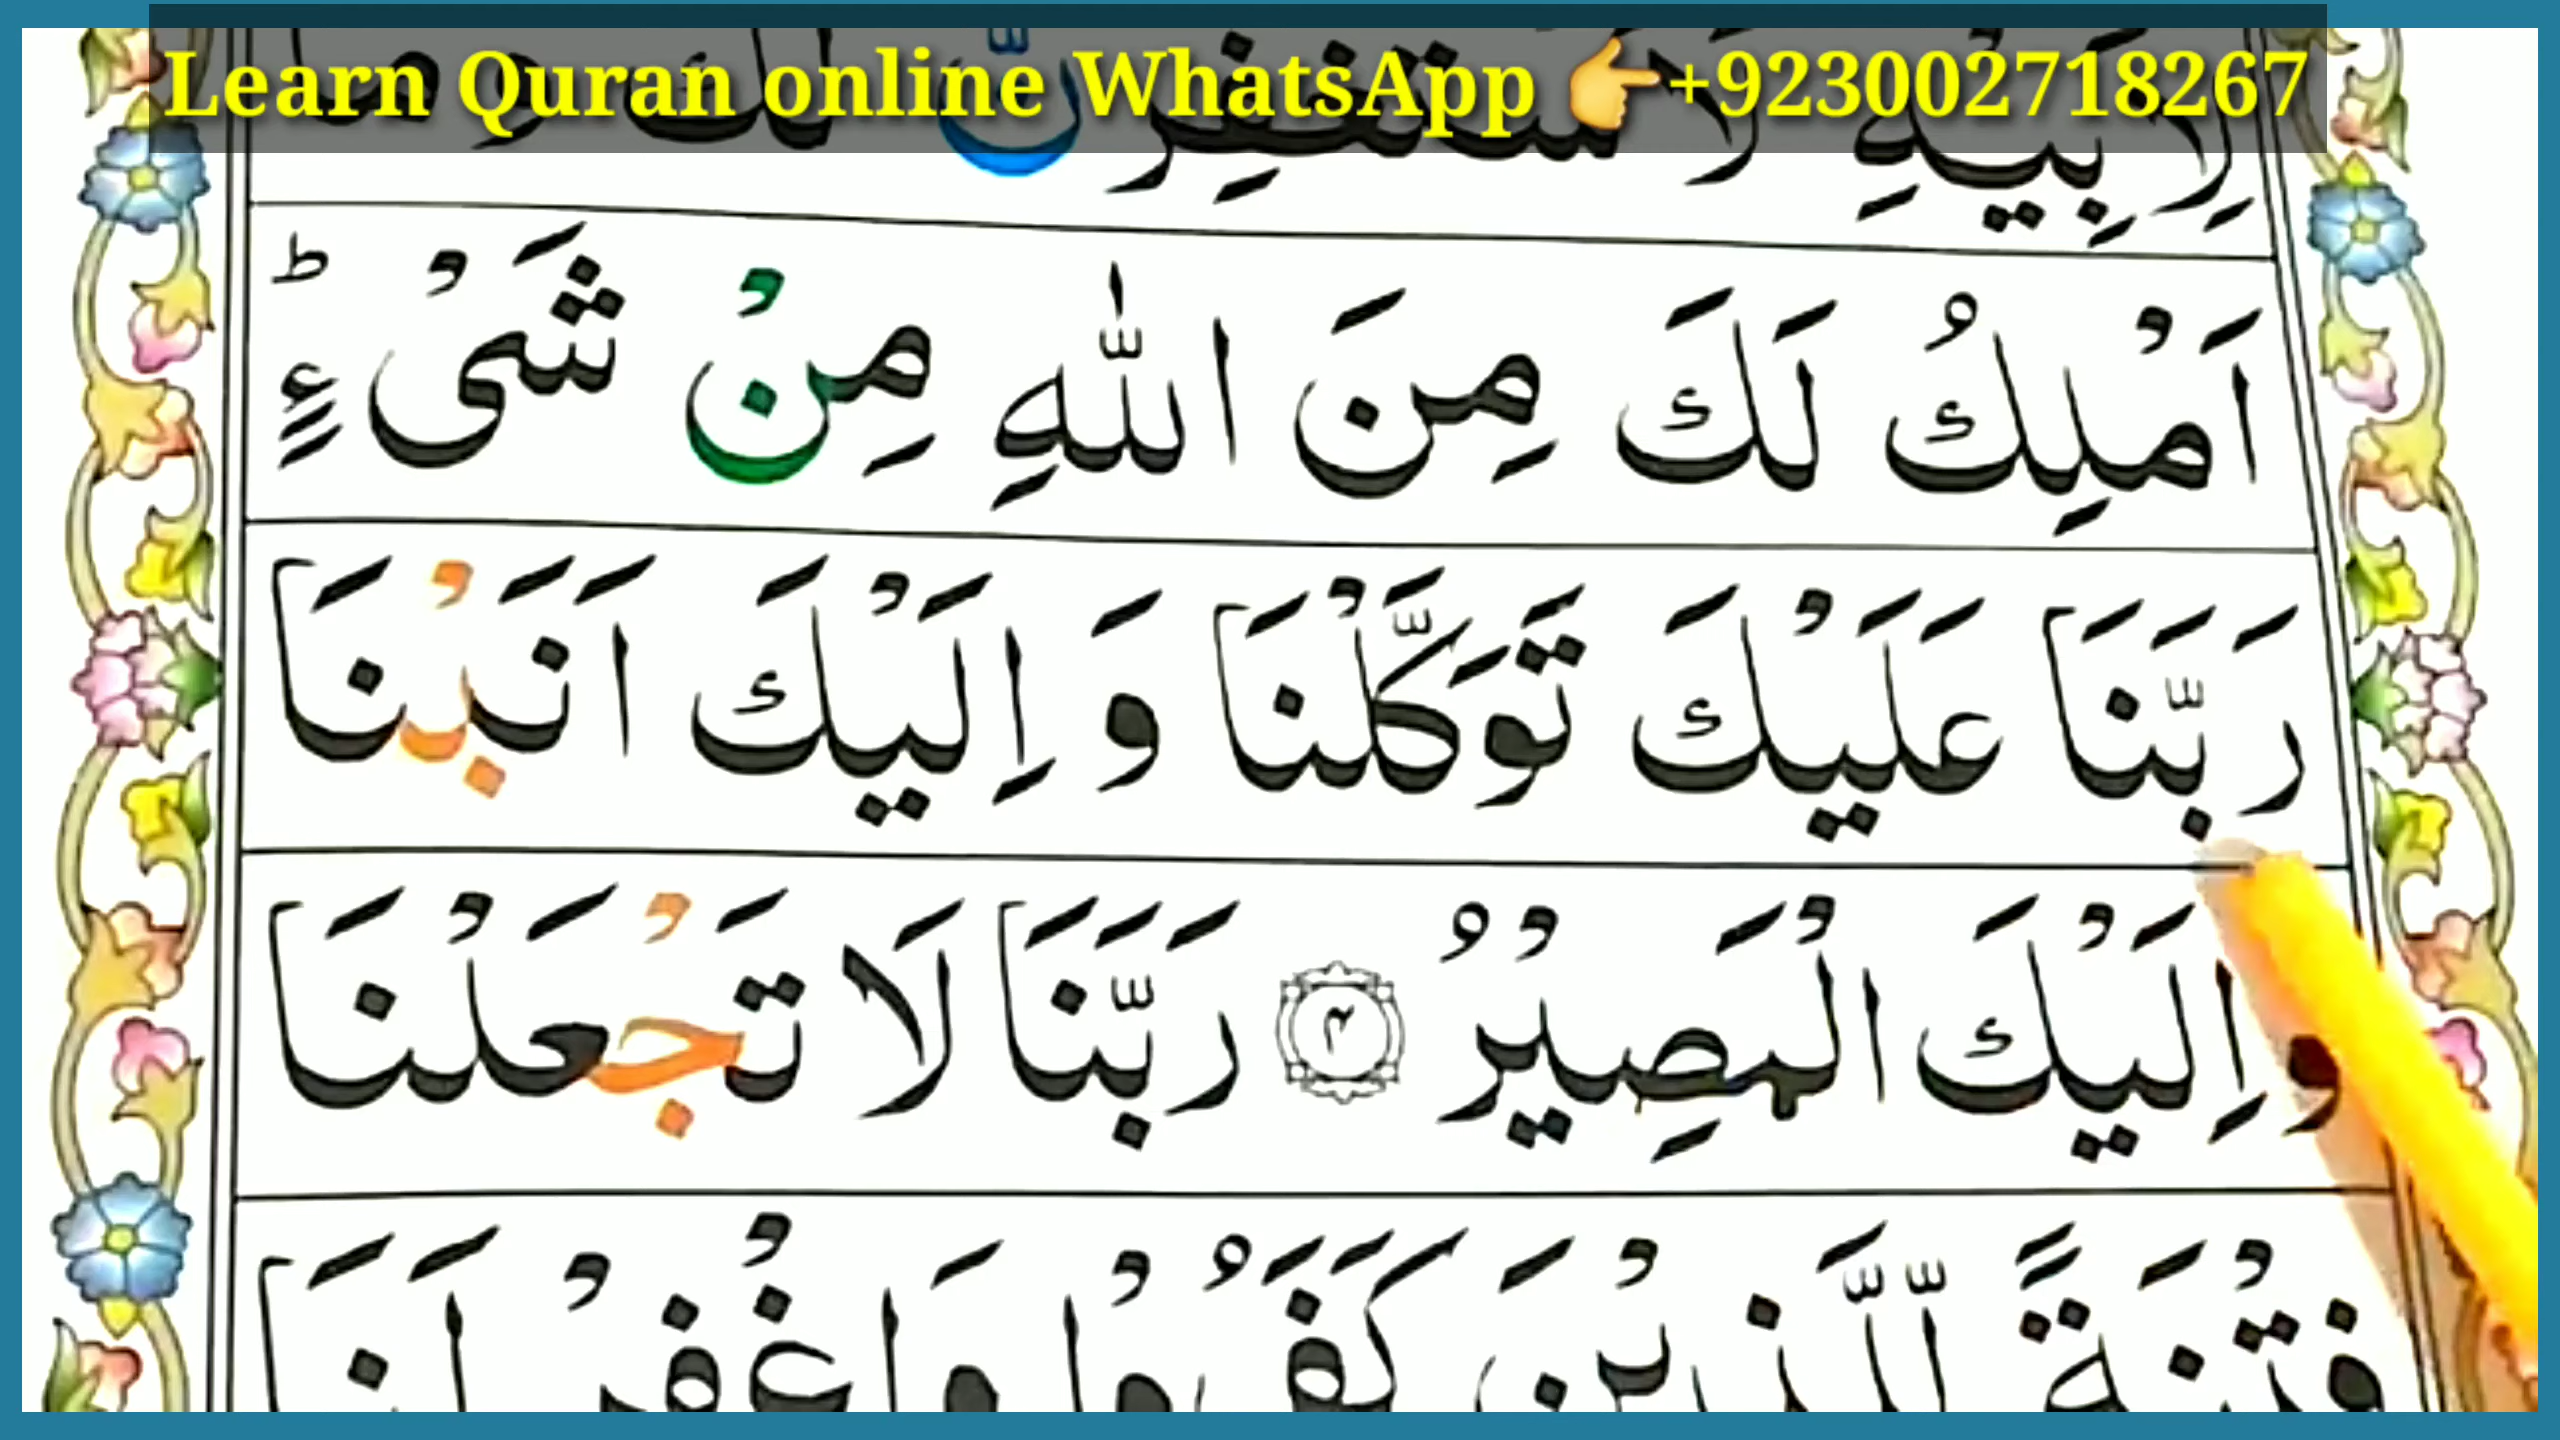 Learn Quran online WhatsApp 👉+923002718267
لِاَبِيْهِ لَاَسْتَغْفِرَنَّ لَكَ وَمَا
اَمْلِكُ لَكَ مِنَ اللّٰهِ مِنْ شَیْءٍ ؕ
رَبَّنَا عَلَيْكَ تَوَكَّلْنَا وَ اِلَيْكَ اَنَبْنَا
وَ اِلَيْكَ الْمَصِيْرُ ۴ رَبَّنَا لَا تَجْعَلْنَا
فِتْنَةً لِّلَّذِيْنَ كَفَرُوْا وَاغْفِرْ لَنَا